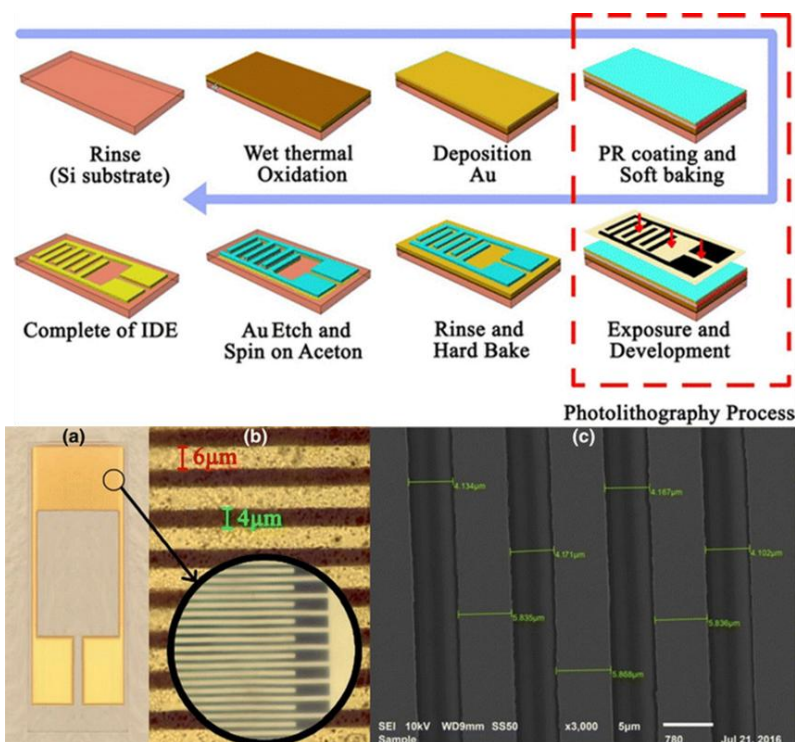 Rinse
(Si substrate)
Wet thermal
Oxidation
Deposition
Au
PR coating and
Soft baking
Complete of IDE
Au Etch and
Spin on Aceton
Rinse and
Hard Bake
Exposure and
Development
Photolithography Process
(a)
(b)
6μm
4μm
(c)
4.134μm
4.167μm
4.171μm
4.102μm
5.835μm
5.836μm
5.868μm
SEI 10kV WD9mm SS50 x3,000 5μm
Sample 780 Jul 21, 2016